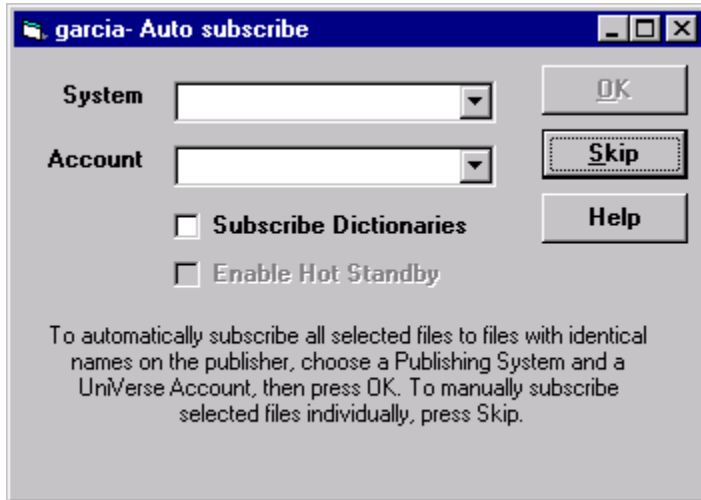 garcia- Auto subscribe
System
OK
Account
Skip
Subscribe Dictionaries
Help
Enable Hot Standby
To automatically subscribe all selected files to files with identical
names on the publisher, choose a Publishing System and a
UniVerse Account, then press OK. To manually subscribe
selected files individually, press Skip.